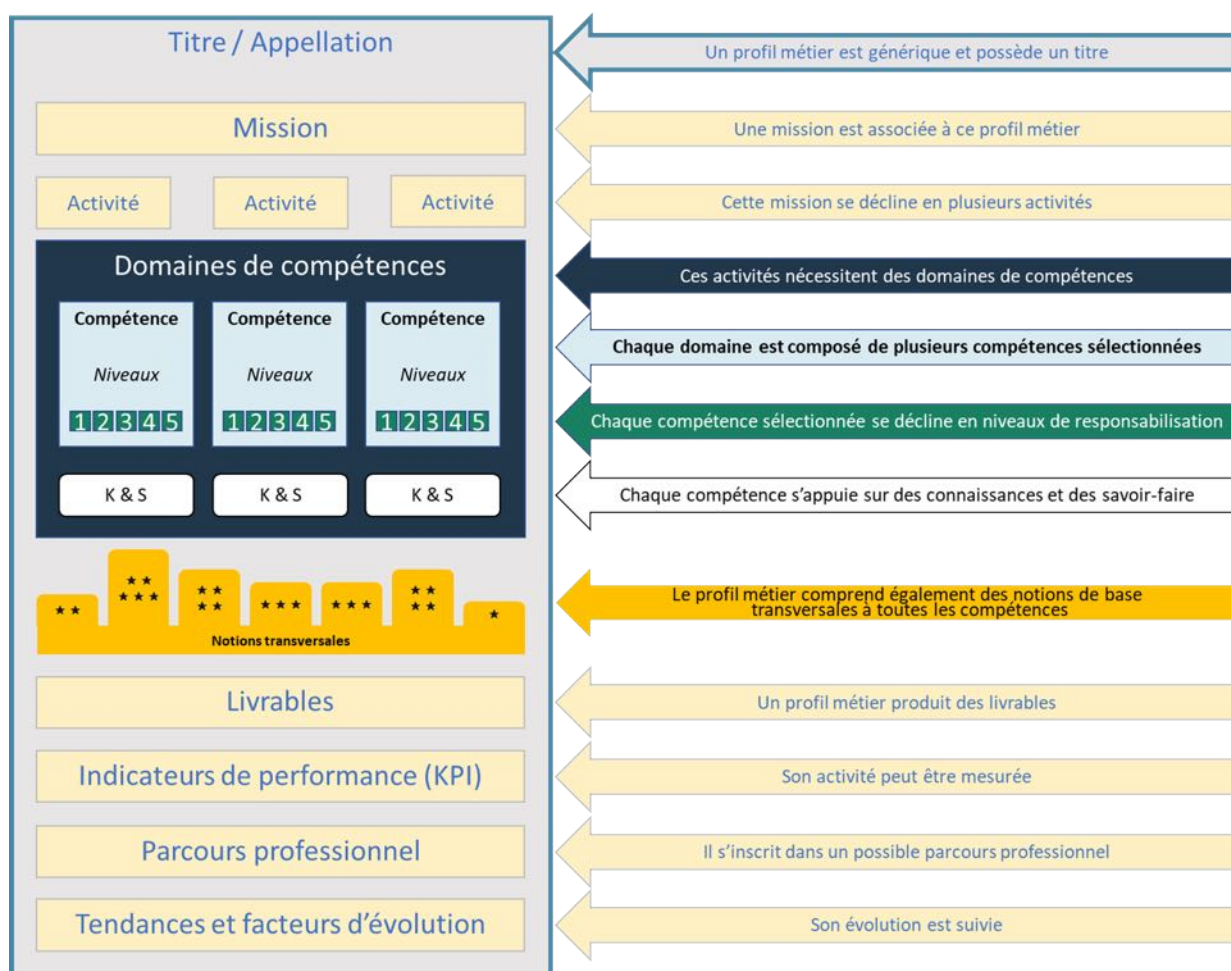 Titre / Appellation
Un profil métier est générique et possède un titre
Mission
Une mission est associée à ce profil métier
Activité
Activité
Activité
Cette mission se décline en plusieurs activités
Domaines de compétences
Ces activités nécessitent des domaines de compétences
Compétence
Compétence
Compétence
Chaque domaine est composé de plusieurs compétences sélectionnées
Niveaux
Niveaux
Niveaux
1 2 3 4 5
1 2 3 4 5
1 2 3 4 5
Chaque compétence sélectionnée se décline en niveaux de responsabilisation
K & S
K & S
K & S
Chaque compétence s’appuie sur des connaissances et des savoir-faire
Notions transversales
Le profil métier comprend également des notions de base
transversales à toutes les compétences
Livrables
Un profil métier produit des livrables
Indicateurs de performance (KPI)
Son activité peut être mesurée
Parcours professionnel
Il s’inscrit dans un possible parcours professionnel
Tendances et facteurs d’évolution
Son évolution est suivie